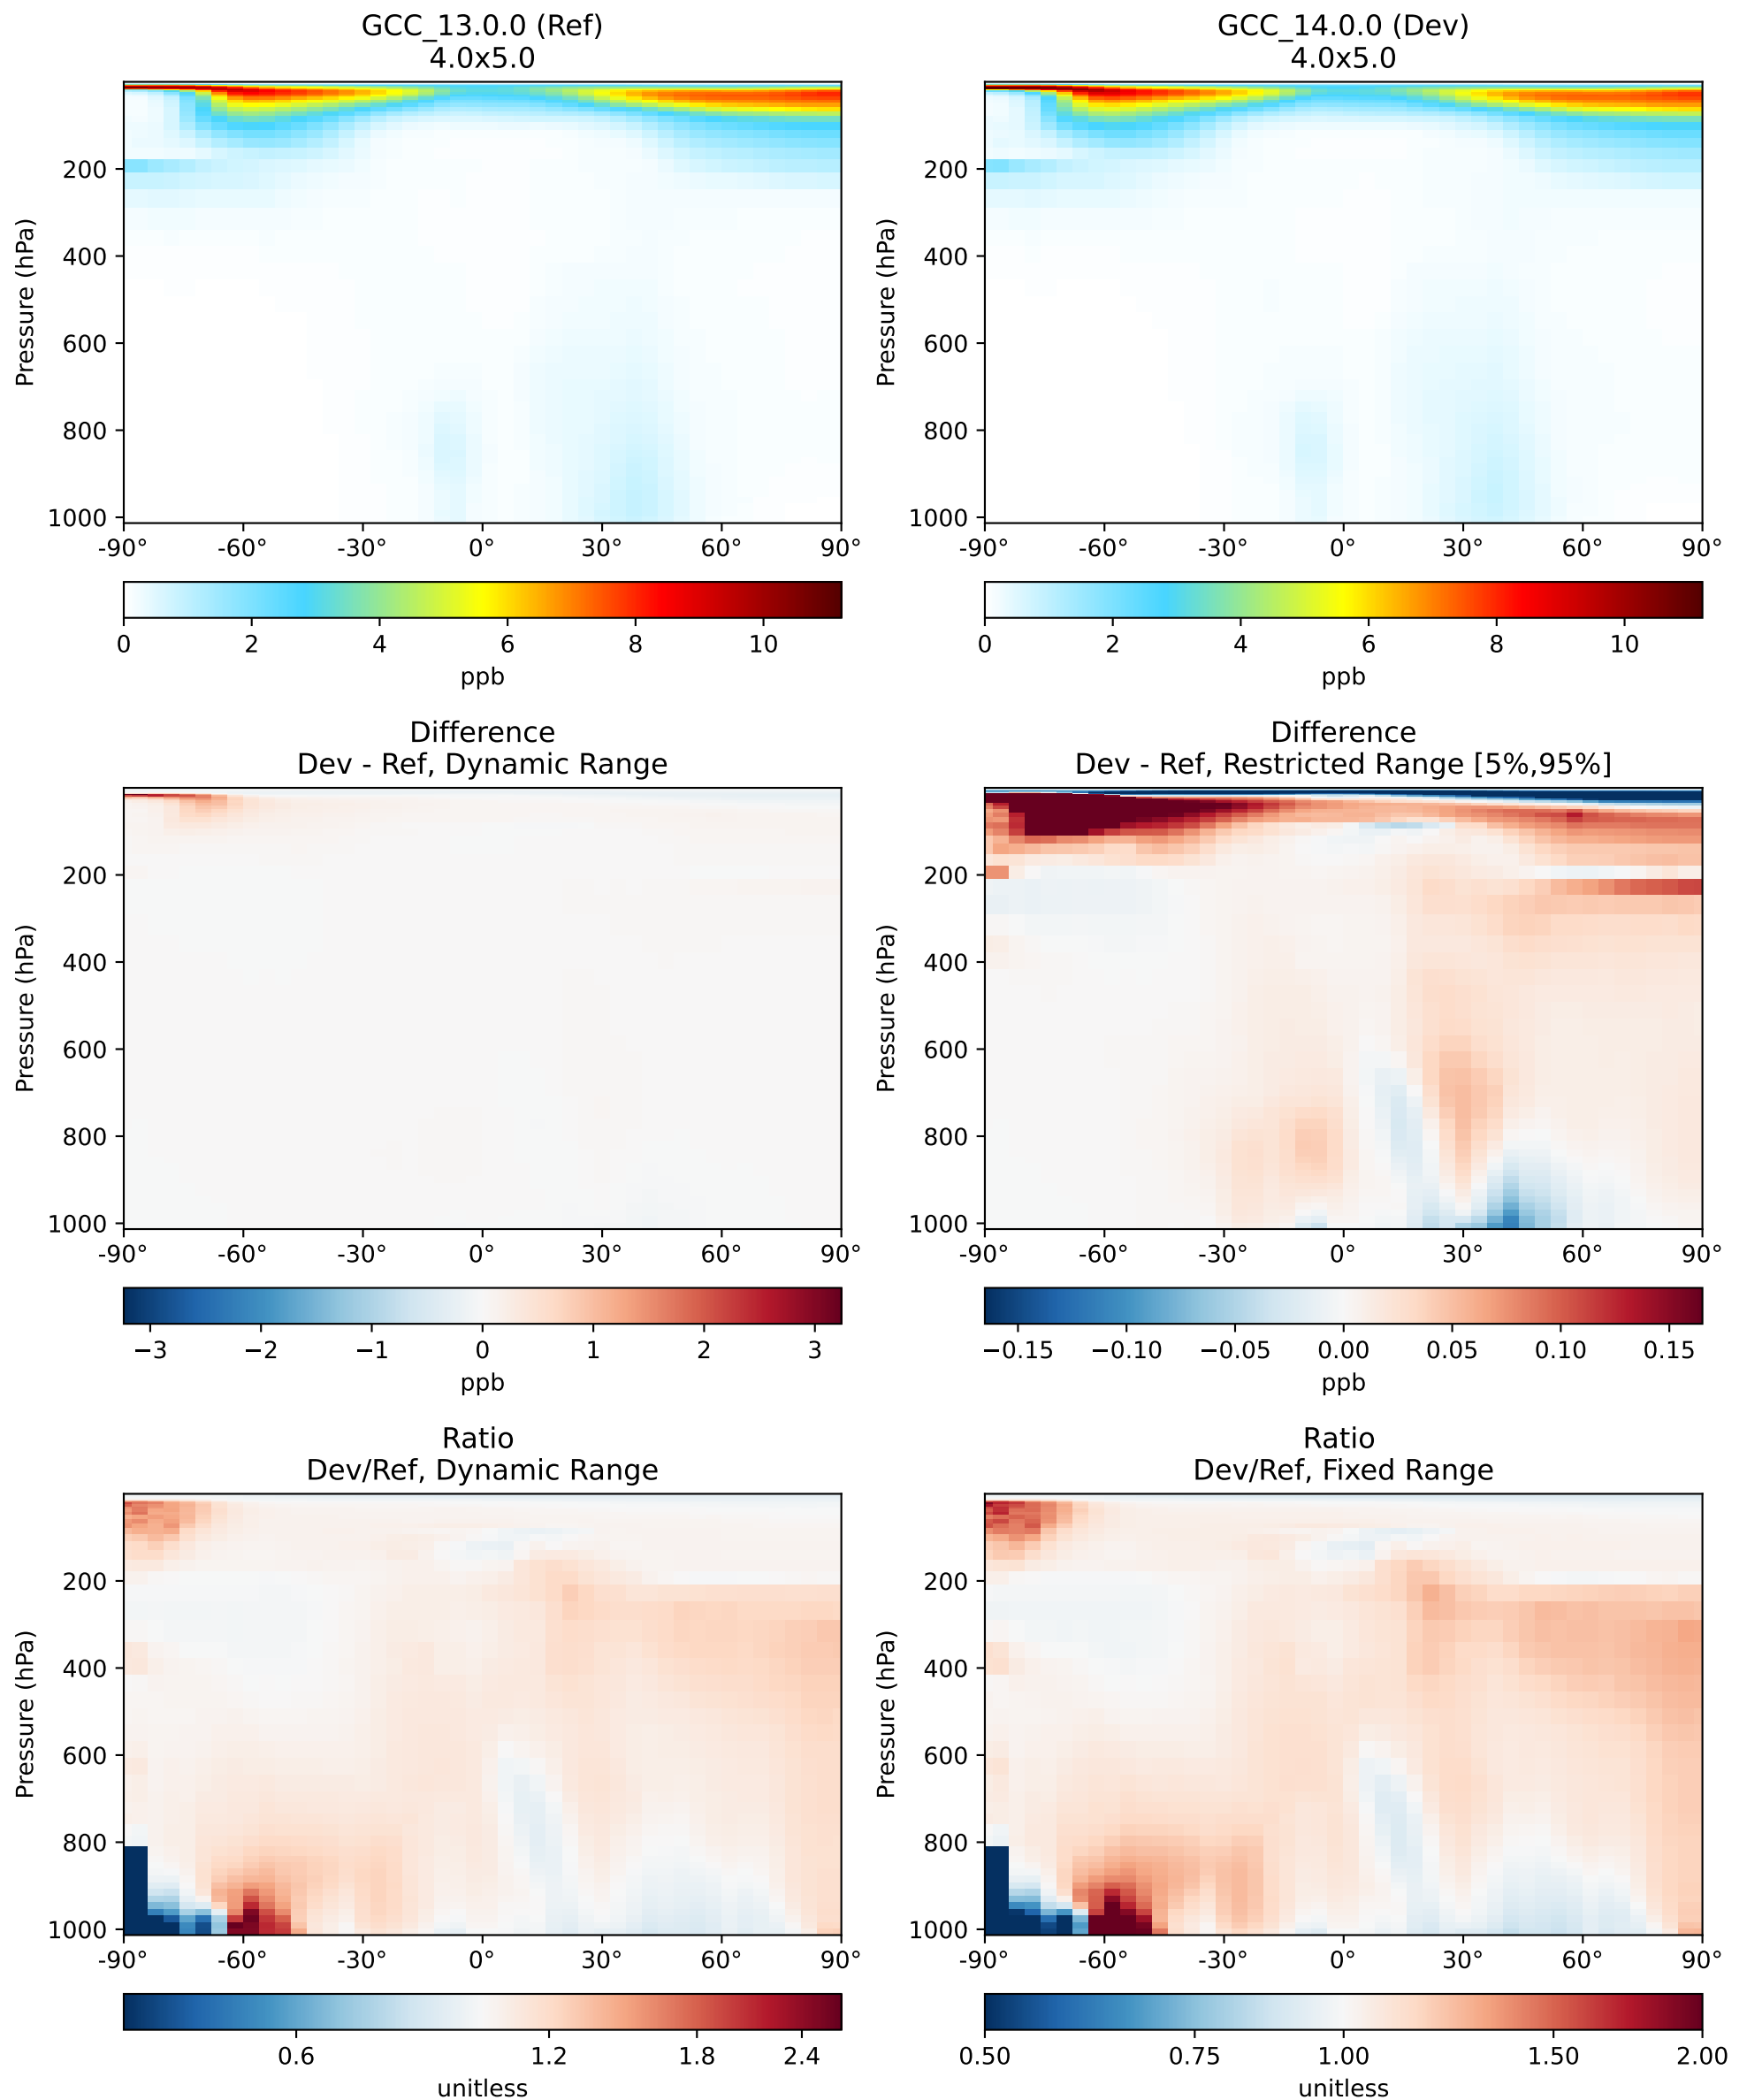 GCC_13.0.0 (Ref)
4.0x5.0
GCC_14.0.0 (Dev)
4.0x5.0
Pressure (hPa)
200
400
600
800
1000
-90° -60° -30° 0° 30° 60° 90°
0 2 4 6 8 10
ppb
Pressure (hPa)
200
400
600
800
1000
-90° -60° -30° 0° 30° 60° 90°
0 2 4 6 8 10
ppb
Difference
Dev - Ref, Dynamic Range
Pressure (hPa)
200
400
600
800
1000
-90° -60° -30° 0° 30° 60° 90°
−3 −2 −1 0 1 2 3
ppb
Difference
Dev - Ref, Restricted Range [5%,95%]
Pressure (hPa)
200
400
600
800
1000
-90° -60° -30° 0° 30° 60° 90°
−0.15 −0.10 −0.05 0.00 0.05 0.10 0.15
ppb
Ratio
Dev/Ref, Dynamic Range
Pressure (hPa)
200
400
600
800
1000
-90° -60° -30° 0° 30° 60° 90°
0.6 1.2 1.8 2.4
unitless
Ratio
Dev/Ref, Fixed Range
Pressure (hPa)
200
400
600
800
1000
-90° -60° -30° 0° 30° 60° 90°
0.50 0.75 1.00 1.50 2.00
unitless